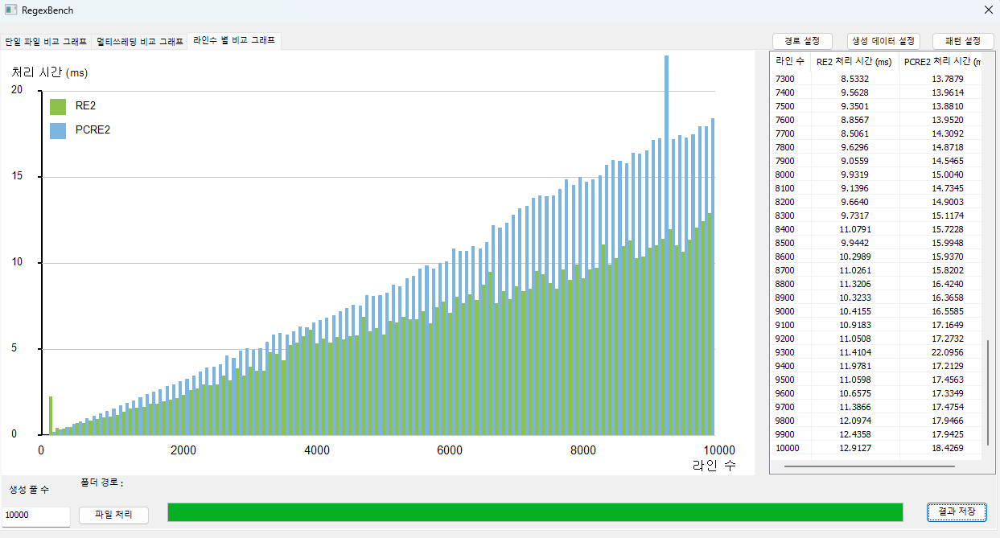 RegexBench
단일 파일 비교 그래프 멀티쓰레딩 비교 그래프 라인수 별 비교 그래프
경로 설정 생성 데이터 설정 패턴 설정
처리 시간 (ms)
20
RE2
PCRE2
15
10
5
0
0 2000 4000 6000 8000 10000
라인 수
라인 수 RE2 처리 시간 (ms) PCRE2 처리 시간 (m
7300 8.5332 13.7879
7400 9.5628 13.9614
7500 9.3501 13.8810
7600 8.8567 13.9520
7700 8.5061 14.3092
7800 9.6296 14.8718
7900 9.0559 14.5465
8000 9.9319 15.0040
8100 9.1396 14.7345
8200 9.6640 14.9003
8300 9.7317 15.1174
8400 11.0791 15.7228
8500 9.9442 15.9948
8600 10.2989 15.9370
8700 11.0261 15.8202
8800 11.3206 16.4240
8900 10.3233 16.3658
9000 10.4155 16.5585
9100 10.9183 17.1649
9200 11.0508 17.2732
9300 11.4104 22.0956
9400 11.9781 17.2129
9500 11.0598 17.4563
9600 10.6575 17.3349
9700 11.3866 17.4754
9800 12.0974 17.9466
9900 12.4358 17.9425
10000 12.9127 18.4269
생성 풀 수 폴더 경로 :
10000 파일 처리 결과 저장